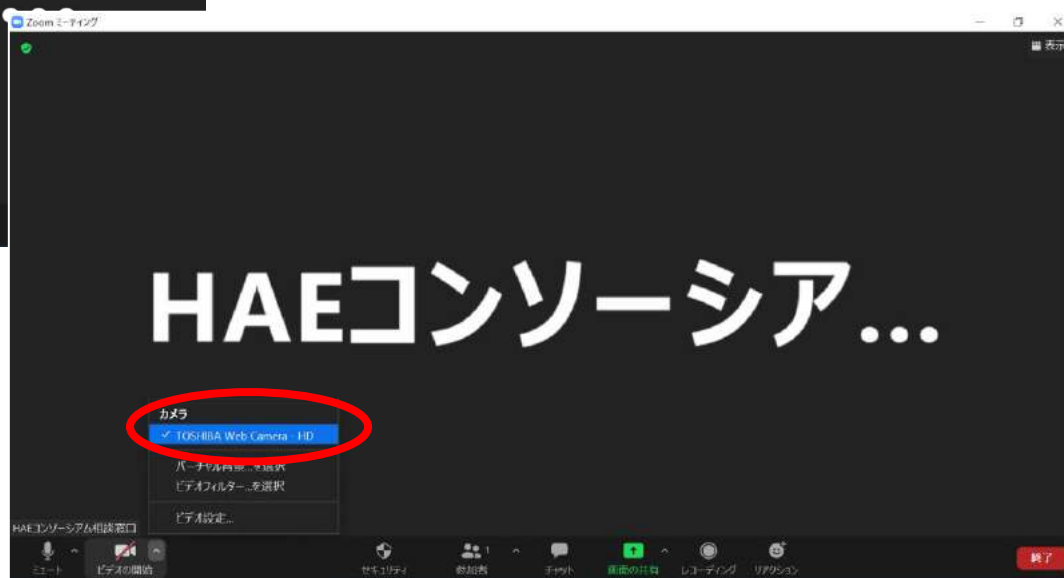 Zoom ミーティング
表示
HAEコンソーシア...
カメラ
✓ TOSHIBA Web Camera - HD
バーチャル背景...を選択
ビデオフィルター...を選択
ビデオ設定...
HAEコンソーシアム相談窓口
ミュート
ビデオの開始
セキュリティ
参加者
1
チャット
画面の共有
レコーディング
リアクション
終了